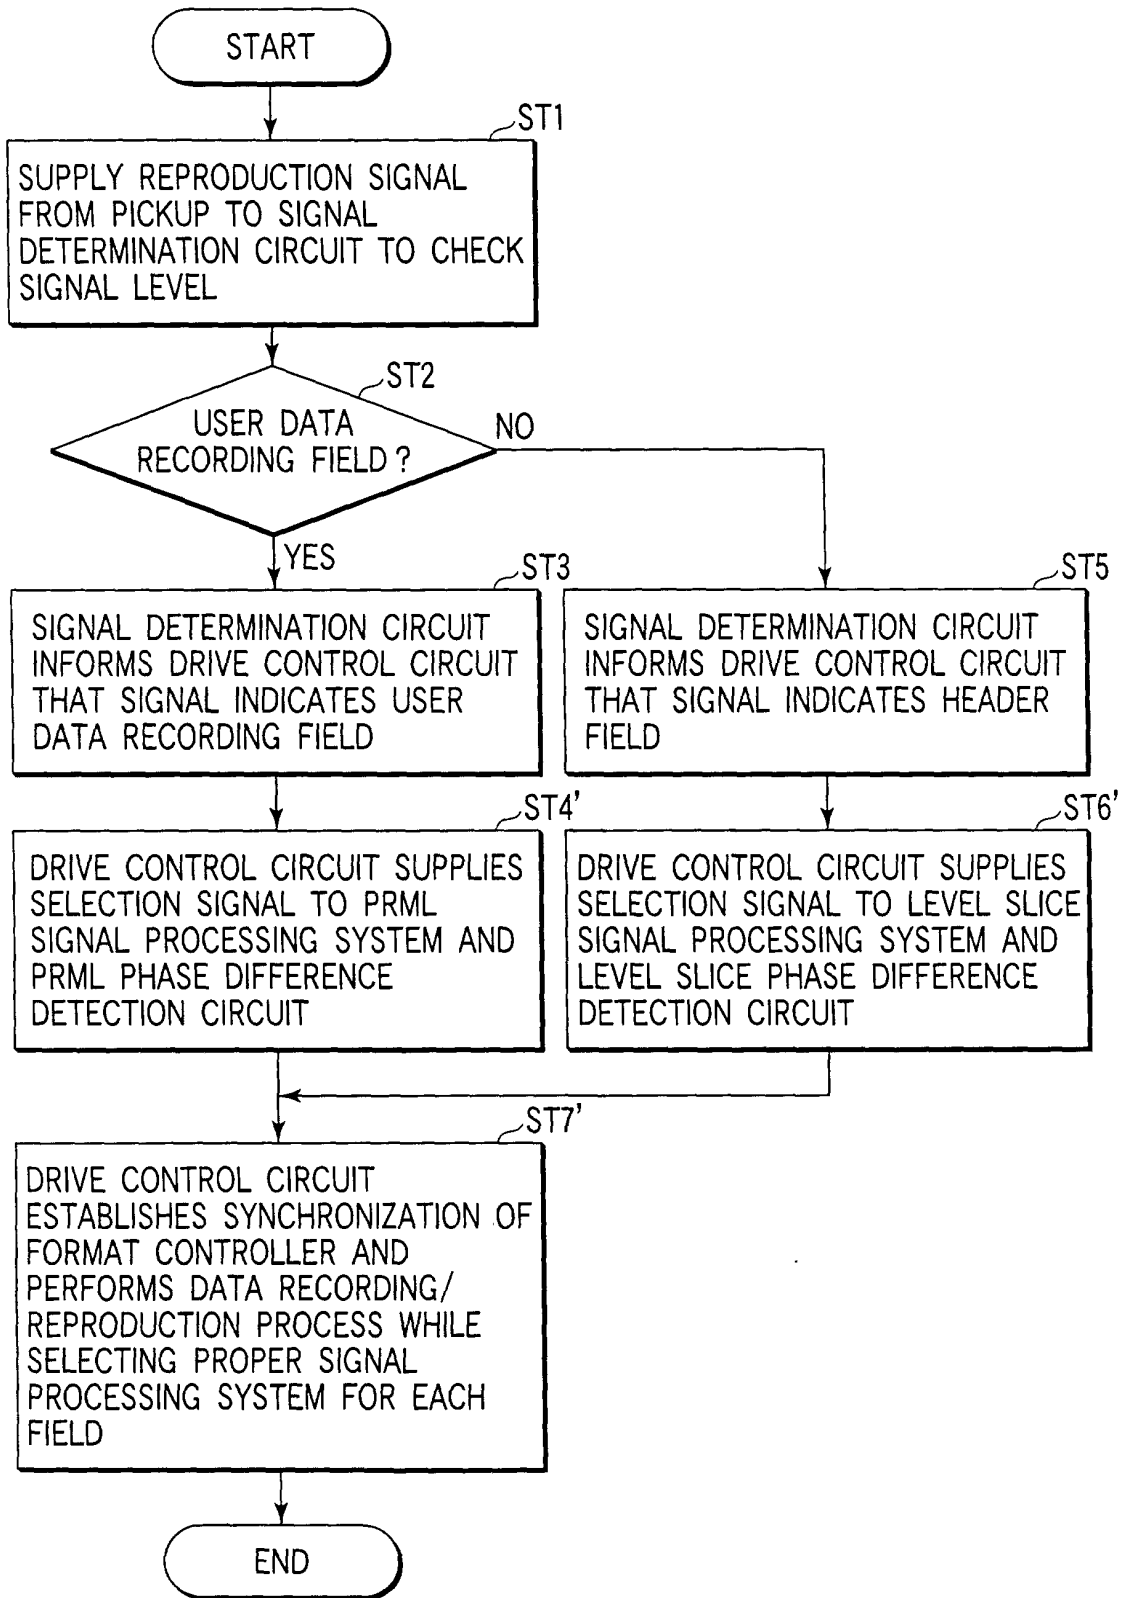 START
ST1
SUPPLY REPRODUCTION SIGNAL
FROM PICKUP TO SIGNAL
DETERMINATION CIRCUIT TO CHECK
SIGNAL LEVEL
ST2
USER DATA
RECORDING FIELD?
NO
YES
ST3
SIGNAL DETERMINATION CIRCUIT
INFORMS DRIVE CONTROL CIRCUIT
THAT SIGNAL INDICATES USER
DATA RECORDING FIELD
ST5
SIGNAL DETERMINATION CIRCUIT
INFORMS DRIVE CONTROL CIRCUIT
THAT SIGNAL INDICATES HEADER
FIELD
ST4'
DRIVE CONTROL CIRCUIT SUPPLIES
SELECTION SIGNAL TO PRML
SIGNAL PROCESSING SYSTEM AND
PRML PHASE DIFFERENCE
DETECTION CIRCUIT
ST6'
DRIVE CONTROL CIRCUIT SUPPLIES
SELECTION SIGNAL TO LEVEL SLICE
SIGNAL PROCESSING SYSTEM AND
LEVEL SLICE PHASE DIFFERENCE
DETECTION CIRCUIT
ST7'
DRIVE CONTROL CIRCUIT
ESTABLISHES SYNCHRONIZATION OF
FORMAT CONTROLLER AND
PERFORMS DATA RECORDING/
REPRODUCTION PROCESS WHILE
SELECTING PROPER SIGNAL
PROCESSING SYSTEM FOR EACH
FIELD
END